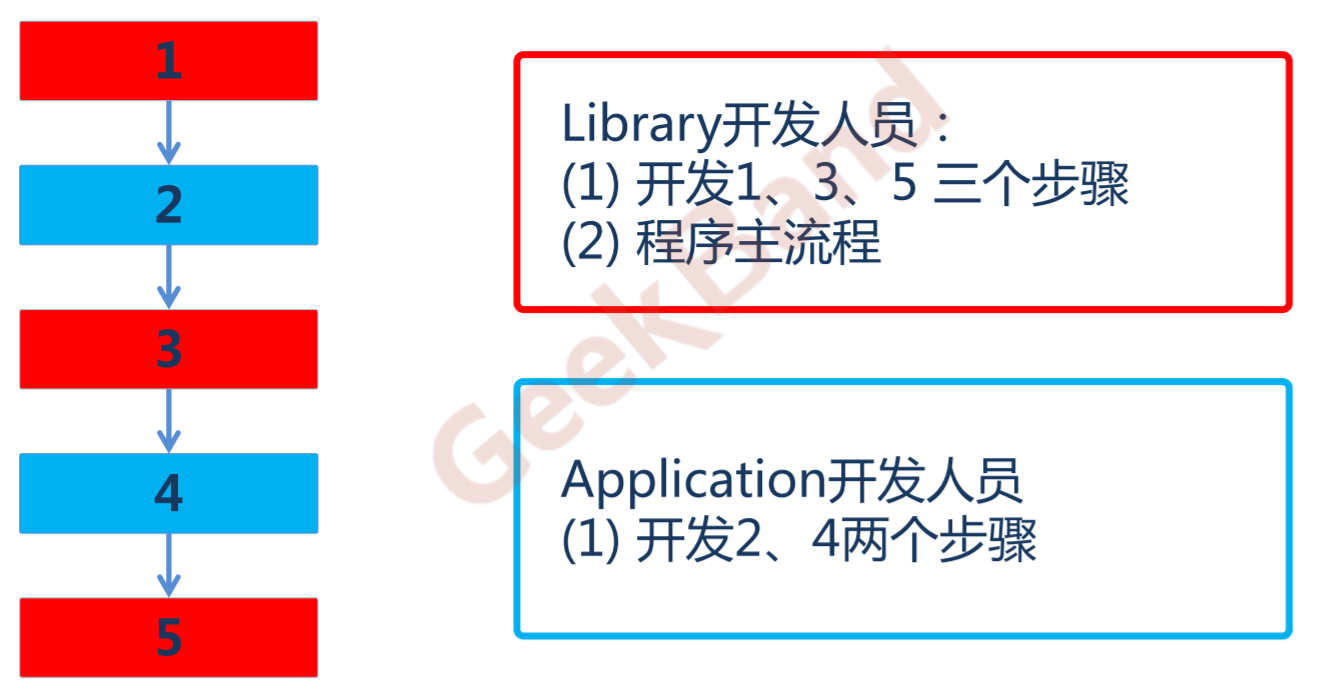 1
2
3
4
5
Library开发人员：
(1) 开发1、3、5 三个步骤
(2) 程序主流程
Application开发人员
(1) 开发2、4两个步骤
GeekBand